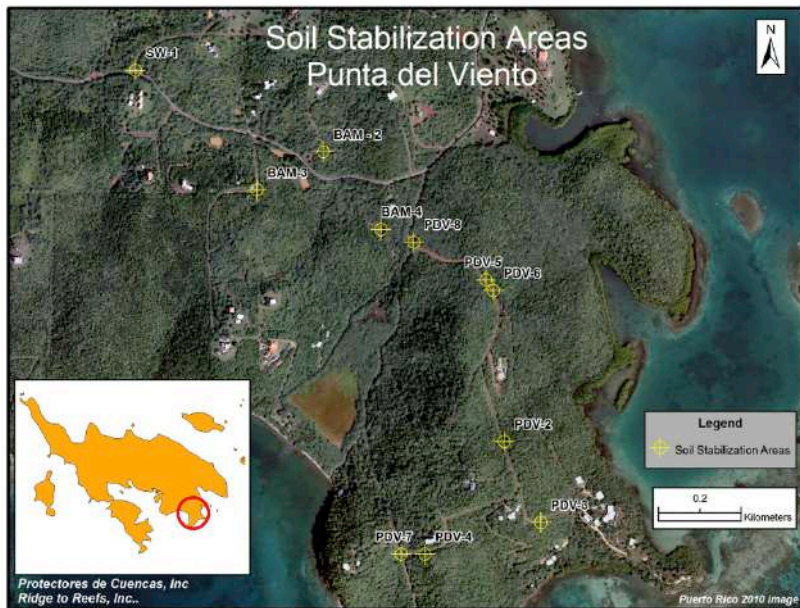 Soil Stabilization Areas
Punta del Viento
N
SW-1
BAM - 2
BAM-3
BAM-4
PDV-8
PDV-5
PDV-6
PDV-2
PDV-3
PDV-7
PDV-4
Legend
Soil Stabilization Areas
0.2
Kilometers
Protectores de Cuencas, Inc
Ridge to Reefs, Inc..
Puerto Rico 2010 image